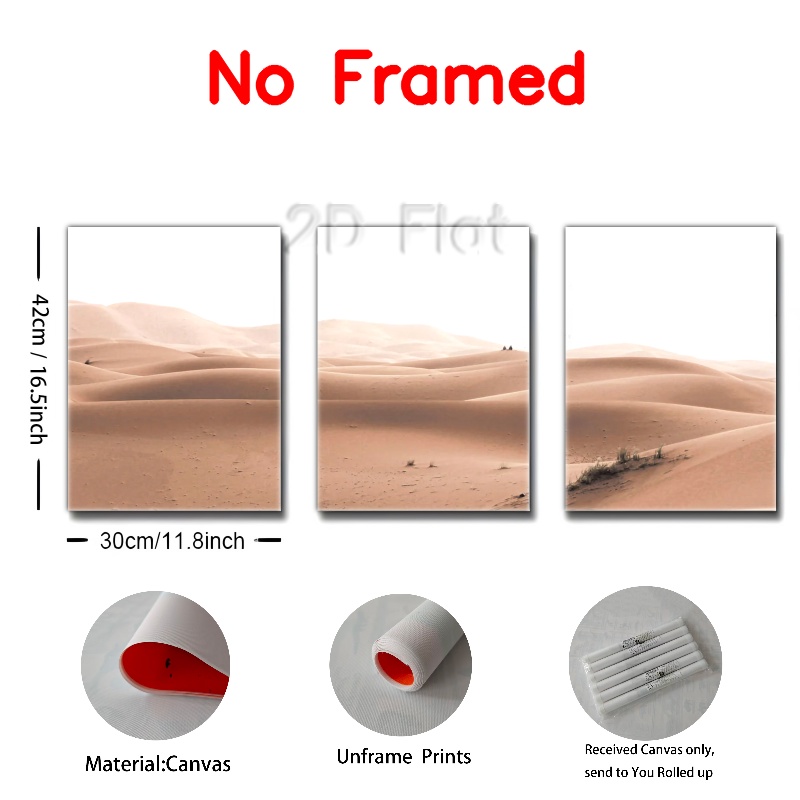 No Framed
2D Flat
42cm / 16.5inch
30cm/11.8inch
Material:Canvas
Unframe Prints
Received Canvas only,
send to You Rolled up